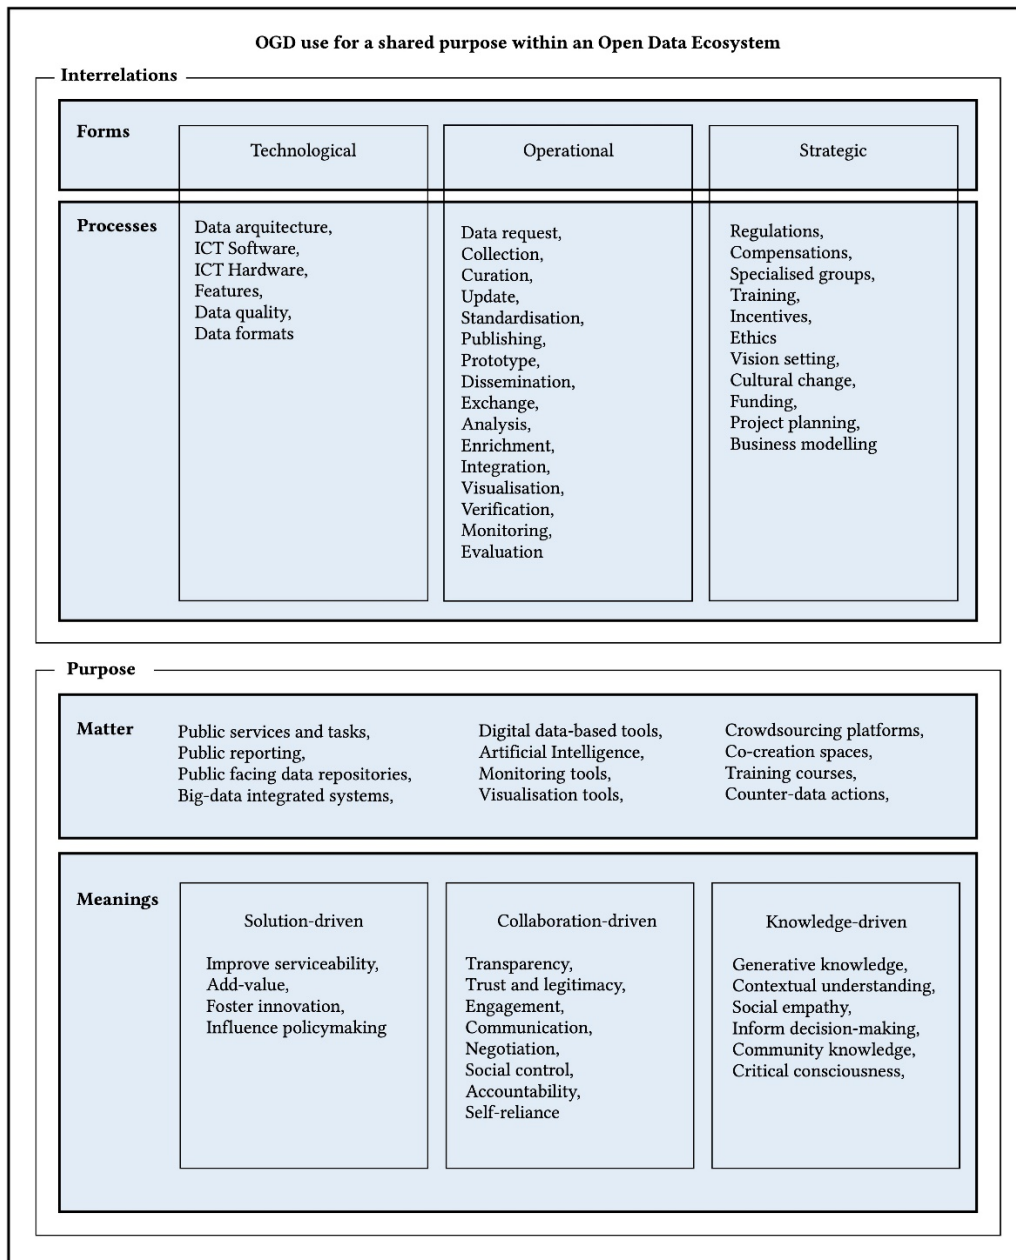 OGD use for a shared purpose within an Open Data Ecosystem
Interrelations
Forms
Technological
Operational
Strategic
Processes
Data arquitecture,
ICT Software,
ICT Hardware,
Features,
Data quality,
Data formats
Data request,
Collection,
Curation,
Update,
Standardisation,
Publishing,
Prototype,
Dissemination,
Exchange,
Analysis,
Enrichment,
Integration,
Visualisation,
Verification,
Monitoring,
Evaluation
Regulations,
Compensations,
Specialised groups,
Training,
Incentives,
Ethics
Vision setting,
Cultural change,
Funding,
Project planning,
Business modelling
Purpose
Matter
Public services and tasks,
Public reporting,
Public facing data repositories,
Big-data integrated systems,
Digital data-based tools,
Artificial Intelligence,
Monitoring tools,
Visualisation tools,
Crowdsourcing platforms,
Co-creation spaces,
Training courses,
Counter-data actions,
Meanings
Solution-driven
Improve serviceability,
Add-value,
Foster innovation,
Influence policymaking
Collaboration-driven
Transparency,
Trust and legitimacy,
Engagement,
Communication,
Negotiation,
Social control,
Accountability,
Self-reliance
Knowledge-driven
Generative knowledge,
Contextual understanding,
Social empathy,
Inform decision-making,
Community knowledge,
Critical consciousness,